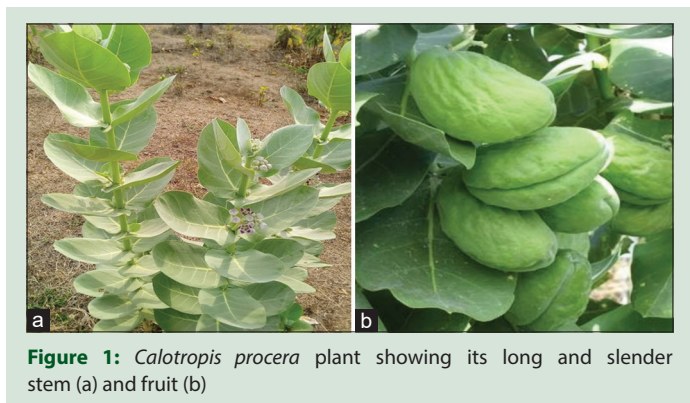 a
b
Figure 1: Calotropis procera plant showing its long and slender
stem (a) and fruit (b)